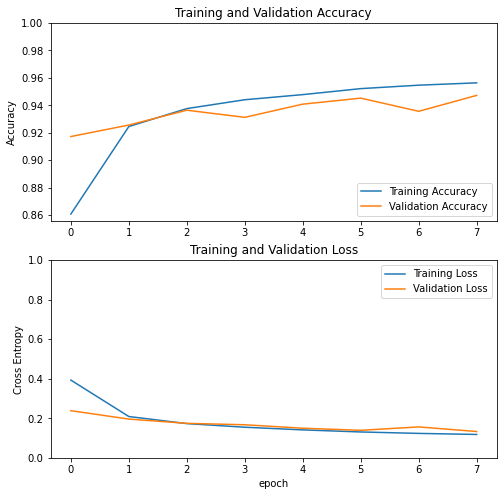 Training and Validation Accuracy
1.00
0.98
0.96
0.94
0.92
0.90
0.88
0.86
Accuracy
Training Accuracy
Validation Accuracy
0 1 2 3 4 5 6 7
Training and Validation Loss
1.0
0.8
0.6
0.4
0.2
0.0
Cross Entropy
Training Loss
Validation Loss
0 1 2 3 4 5 6 7
epoch